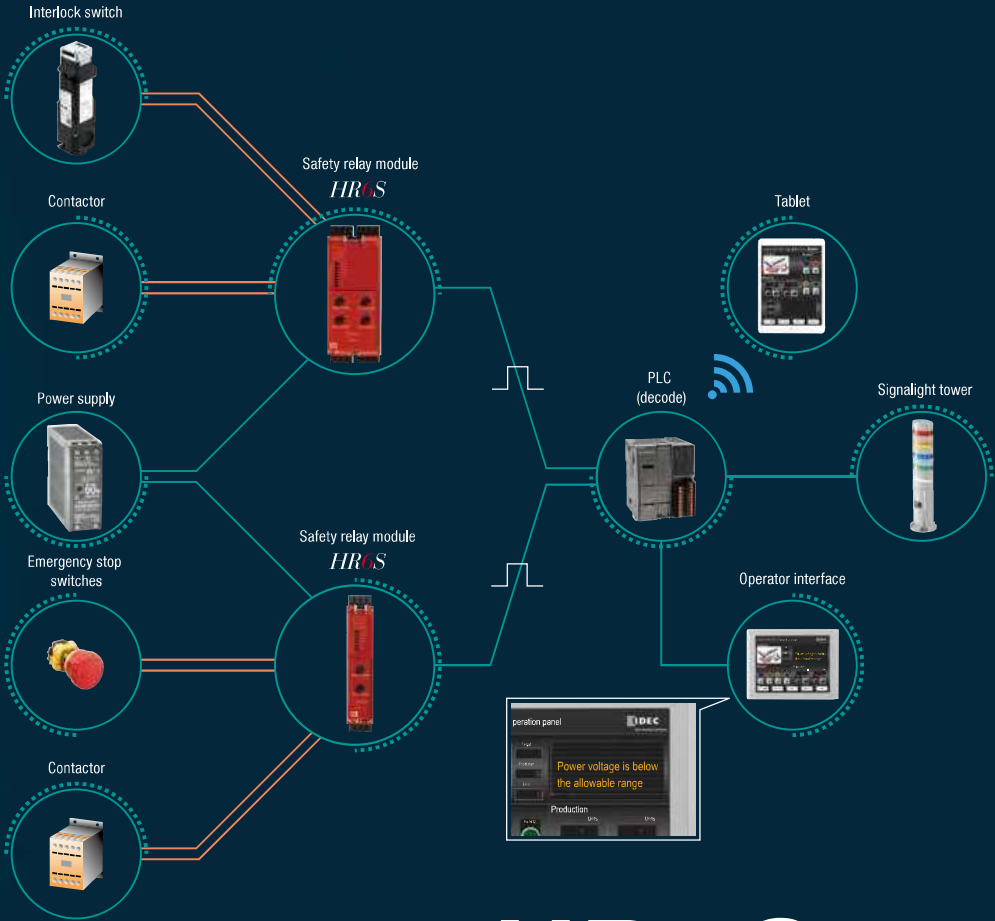 Interlock switch
Safety relay module
HR6S
Contactor
Tablet
Power supply
PLC
(decode)
Signalight tower
Safety relay module
HR6S
Emergency stop
switches
Operator interface
peration panel
IDEC
Power voltage is below
the allowable range
Production
Contactor